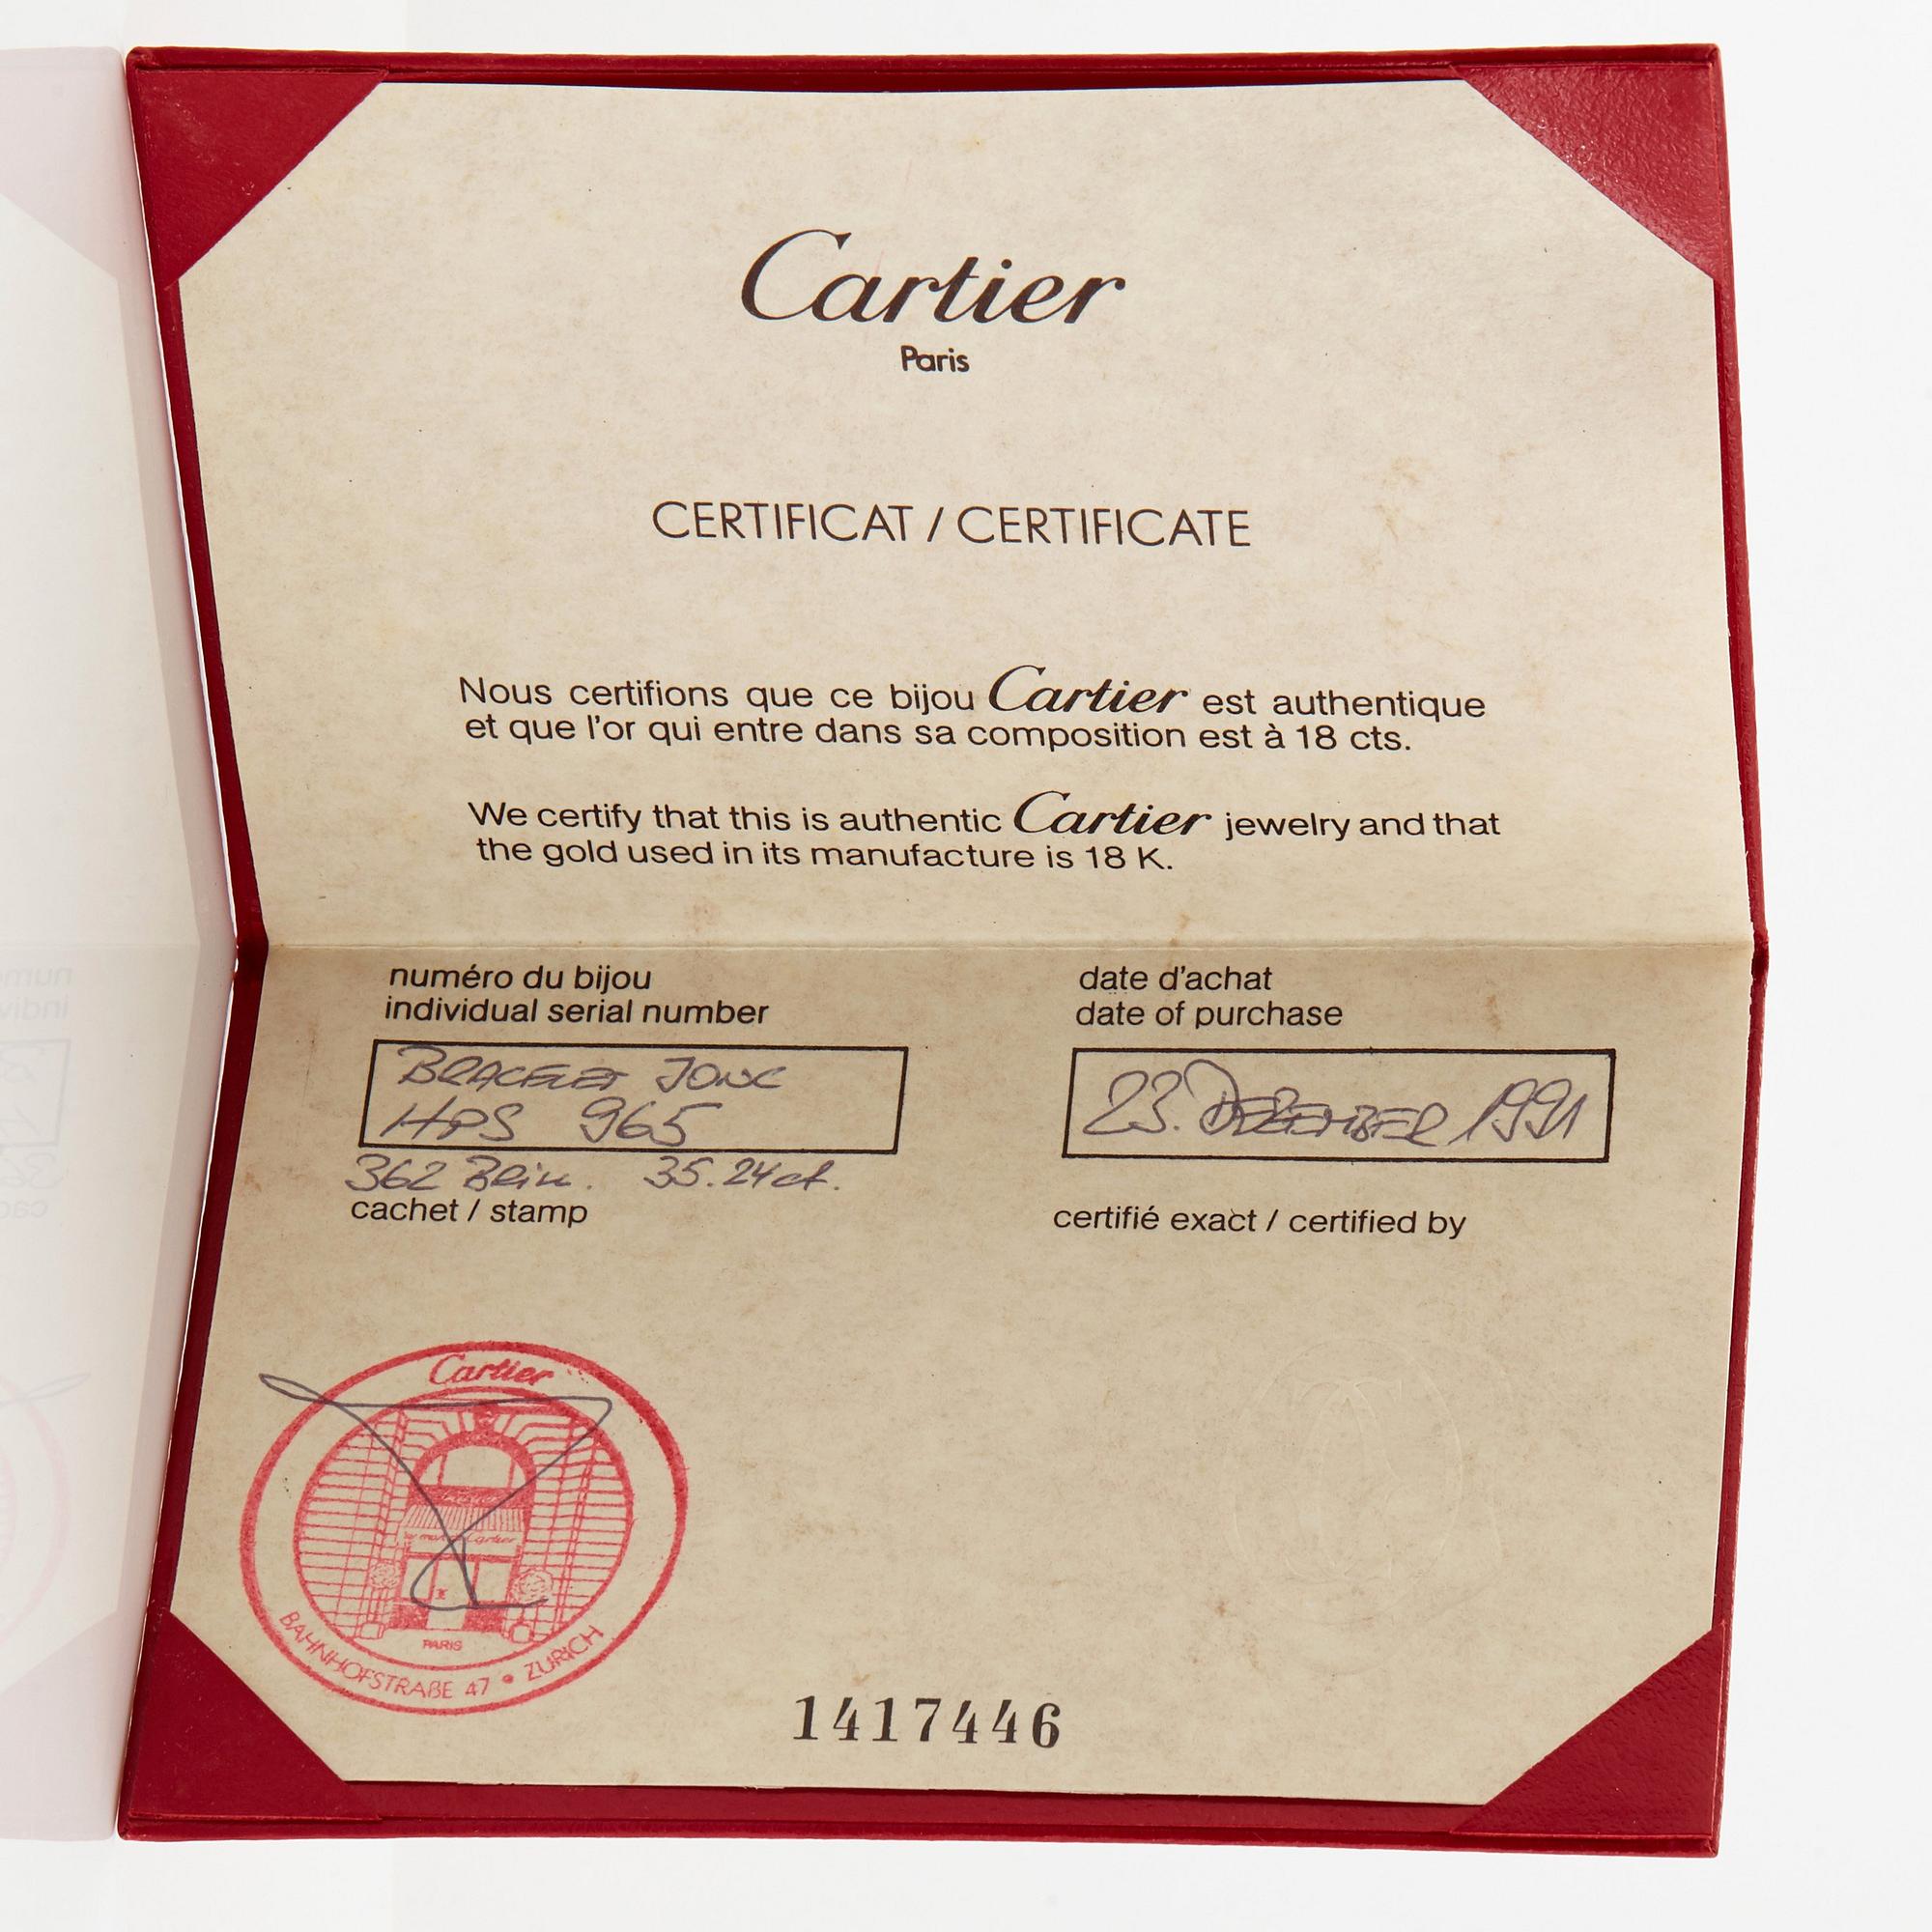 Cartier
Paris
CERTIFICAT / CERTIFICATE
Nous certifions que ce bijou Cartier est authentique
et que l'or qui entre dans sa composition est à 18 cts.
We certify that this is authentic Cartier jewelry and that
the gold used in its manufacture is 18 K.
numéro du bijou
individual serial number
BRACELET JONC
HPS 965
362 Brin. 35.24ct.
date d'achat
date of purchase
23. DEZEMBER 1991
cachet / stamp
certifié exact / certified by
Cartier
Cartier
PARIS
BAHNHOFSTRAßE 47 • ZURICH
1417446